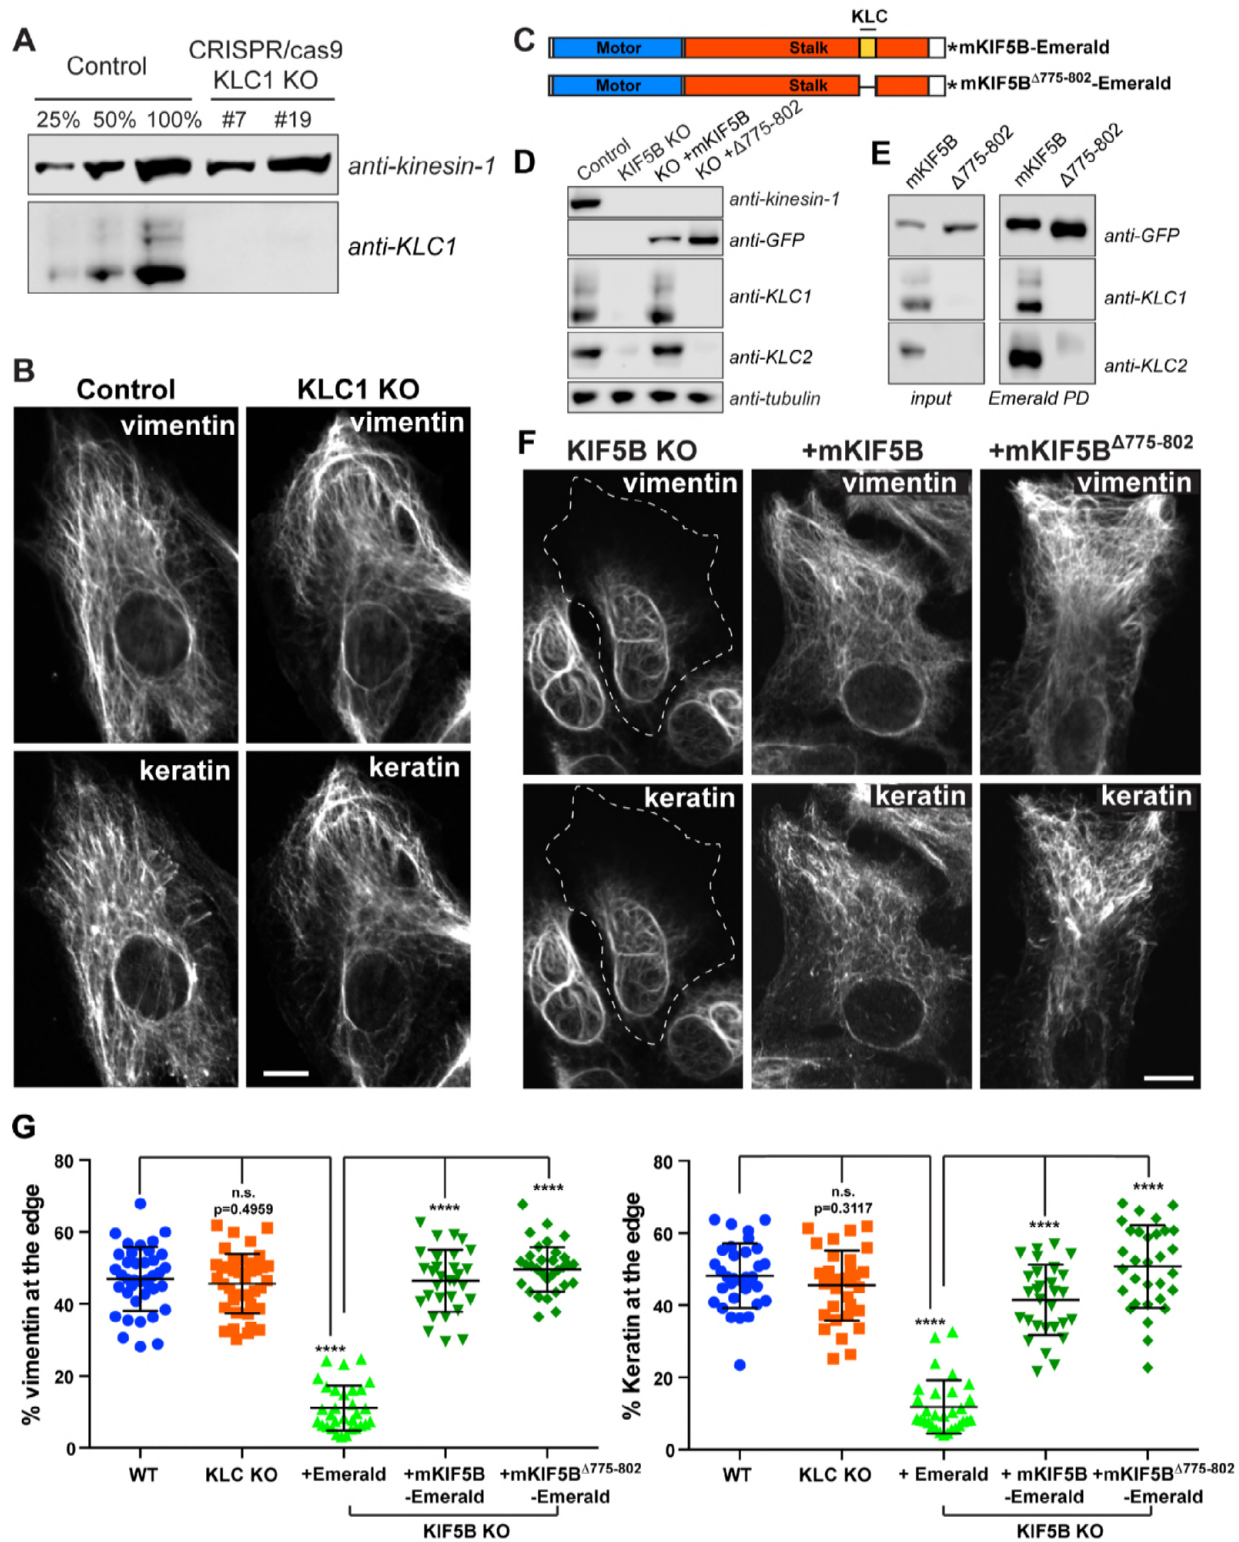 A
Control
CRISPR/cas9
KLC1 KO
25% 50% 100% #7 #19
anti-kinesin-1
anti-KLC1
B
Control KLC1 KO
vimentin vimentin
keratin keratin
C
KLC
Motor Stalk *mKIF5B-Emerald
Motor Stalk *mKIF5BΔ775-802-Emerald
D
Control KIF5B KO KO +mKIF5B KO +Δ775-802
anti-kinesin-1
anti-GFP
anti-KLC1
anti-KLC2
anti-tubulin
E
mKIF5B Δ775-802 mKIF5B Δ775-802
anti-GFP
anti-KLC1
anti-KLC2
input Emerald PD
F
KIF5B KO +mKIF5B +mKIF5BΔ775-802
vimentin vimentin vimentin
keratin keratin keratin
G
% vimentin at the edge
80
60
40
20
0
n.s.
p=0.4959
****
****
****
WT KLC KO +Emerald +mKIF5B +mKIF5BΔ775-802
-Emerald -Emerald
KIF5B KO
% Keratin at the edge
80
60
40
20
0
n.s.
p=0.3117
****
****
****
WT KLC KO + Emerald + mKIF5B +mKIF5BΔ775-802
-Emerald -Emerald
KIF5B KO